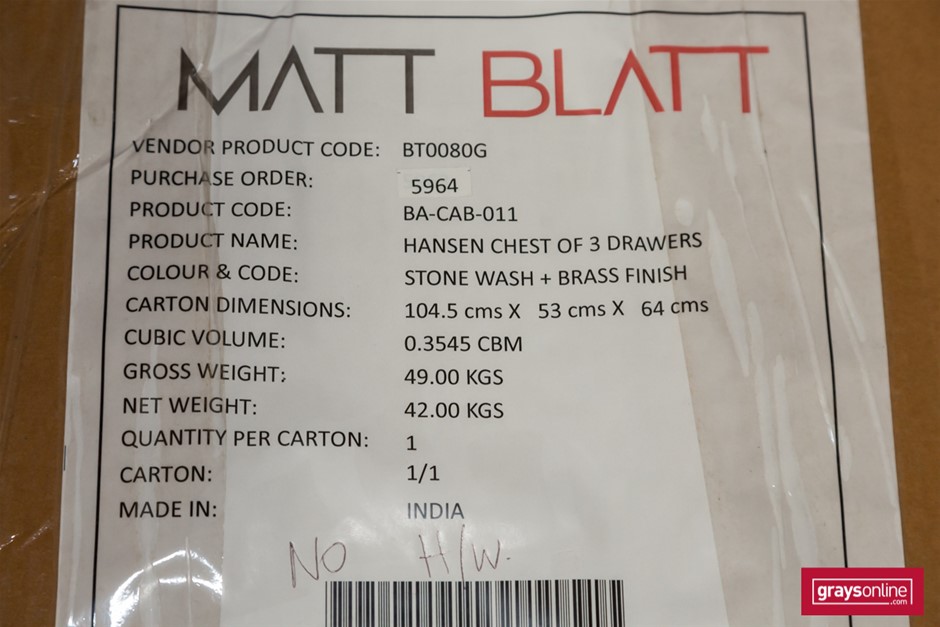 MATT BLATT
VENDOR PRODUCT CODE: BT0080G
PURCHASE ORDER: 5964
PRODUCT CODE: BA-CAB-011
PRODUCT NAME: HANSEN CHEST OF 3 DRAWERS
COLOUR & CODE: STONE WASH + BRASS FINISH
CARTON DIMENSIONS: 104.5 cms X 53 cms X 64 cms
CUBIC VOLUME: 0.3545 CBM
GROSS WEIGHT: 49.00 KGS
NET WEIGHT: 42.00 KGS
QUANTITY PER CARTON: 1
CARTON: 1/1
MADE IN: INDIA
NO H/W.
graysonline.com